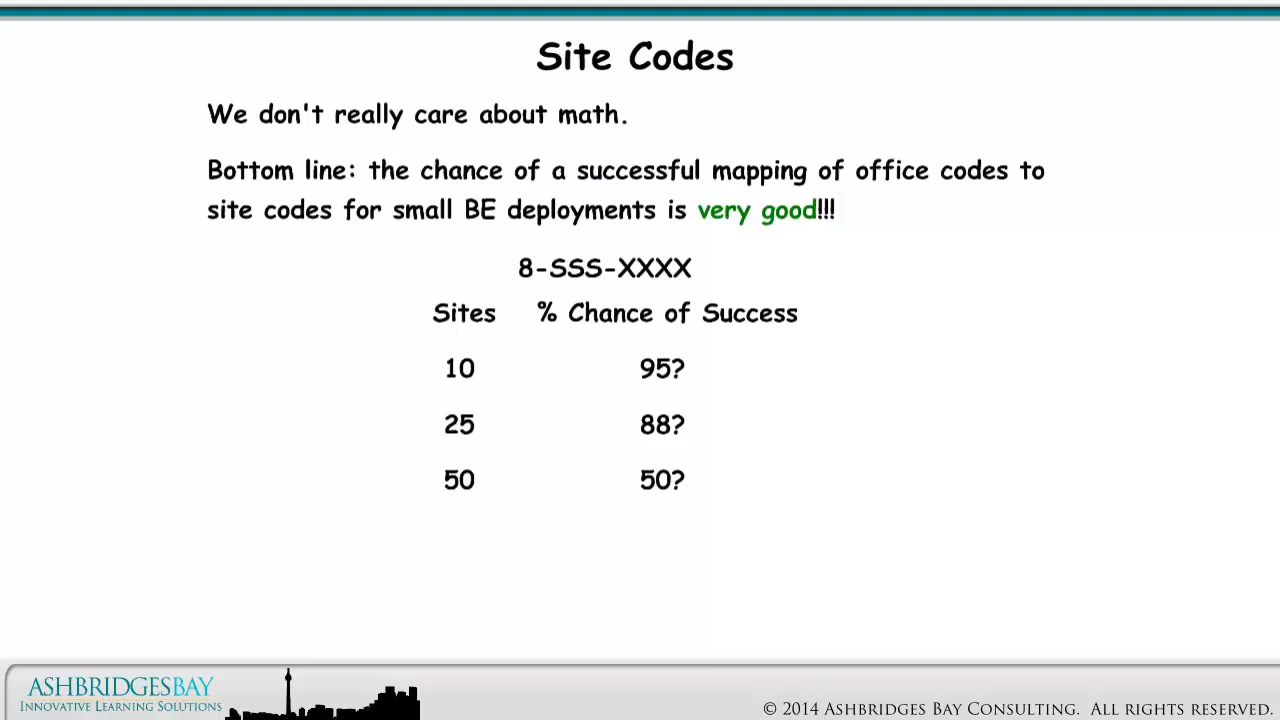 Site Codes
We don't really care about math.
Bottom line: the chance of a successful mapping of office codes to
site codes for small BE deployments is very good!!!
8-SSS-XXXX
Sites % Chance of Success
10 95?
25 88?
50 50?
ASHBRIDGESBAY
INNOVATIVE LEARNING SOLUTIONS
© 2014 ASHBRIDGES BAY CONSULTING. ALL RIGHTS RESERVED.